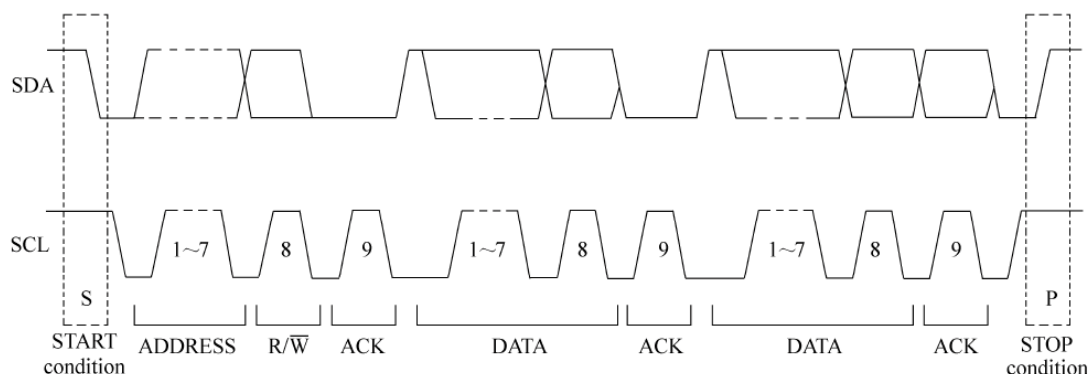 SDA
SCL
1~7
8
9
1~7
8
9
1~7
8
9
S
P
START
condition
ADDRESS
R/W̅
ACK
DATA
ACK
DATA
ACK
STOP
condition